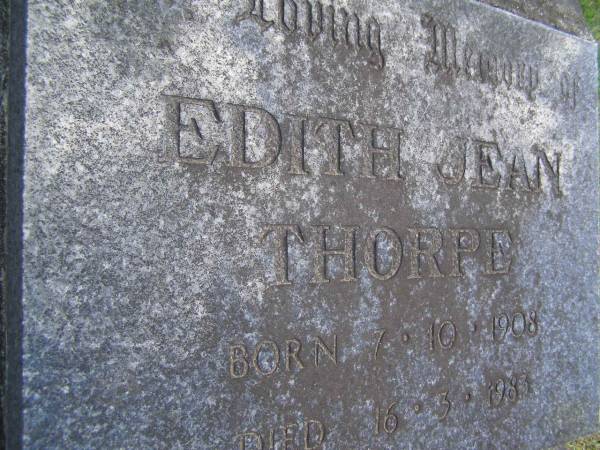 Loving Memory of
EDITH JEAN
THORPE
BORN 7·10·1908
DIED 16·3·1983